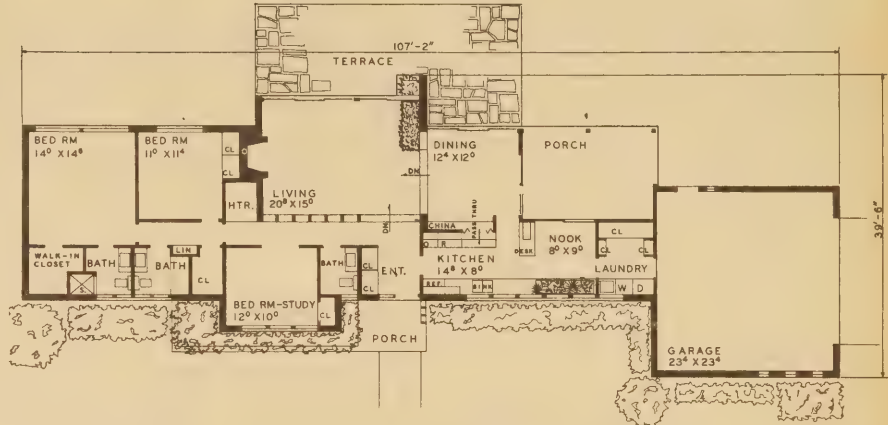 107'-2"
TERRACE
BED RM
14⁰ X 14⁸
BED RM
11⁰ X 11⁴
CL
CL
HTR.
LIVING
20⁸ X 15⁰
DN.
DN.
DINING
12⁴ X 12⁰
PORCH
CHINA
PASS THRU
O
R
KITCHEN
14⁸ X 8⁰
DESK
NOOK
8⁰ X 9⁰
CL
CL
CL
LAUNDRY
W
D
REF.
SINK
WALK-IN
CLOSET
BATH
S
BATH
LIN
CL
BED RM-STUDY
12⁰ X 10⁰
CL
BATH
CL
CL
ENT.
PORCH
GARAGE
23⁴ X 23⁴
39'-6"